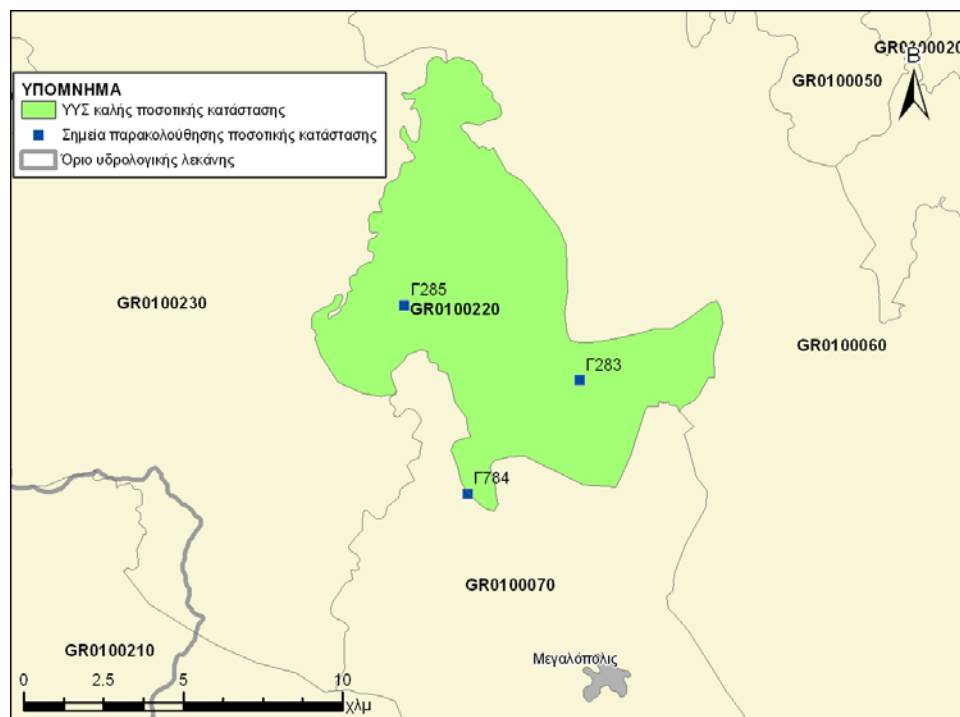 GR0100020
Β
GR0100050
ΥΠΟΜΝΗΜΑ
ΥΥΣ καλής ποσοτικής κατάστασης
Σημεία παρακολούθησης ποσοτικής κατάστασης
Όριο υδρολογικής λεκάνης
Γ285
GR0100230
GR0100220
GR0100060
Γ283
Γ784
GR0100070
GR0100210
Μεγαλόπολις
0 2.5 5 10
χλμ